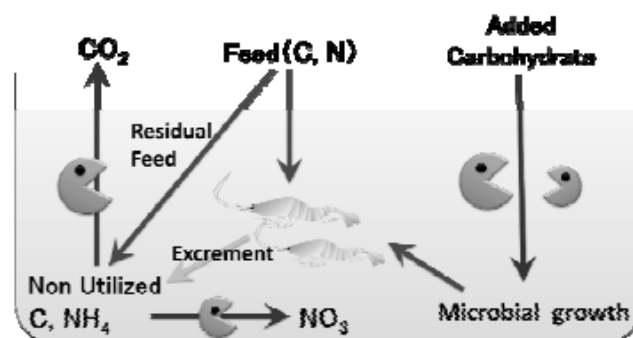 CO₂
Feed(C, N)
Added
Carbohydrate
Residual
Feed
Excrement
Non Utilized
C, NH₄
NO₃
Microbial growth